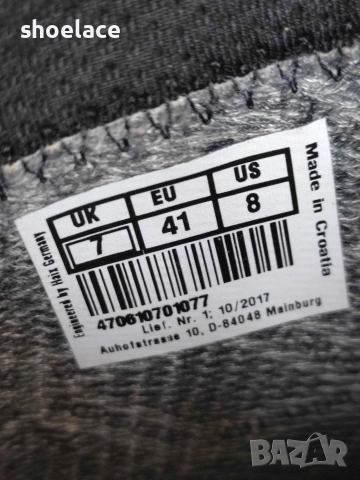 shoelace
UK EU US
7 41 8
Made in Croatia
Engineered by Haix Germany
470610701077
Lief. Nr. 1; 10/2017
Auhofstrasse 10, D-84048 Mainburg
BAZAR